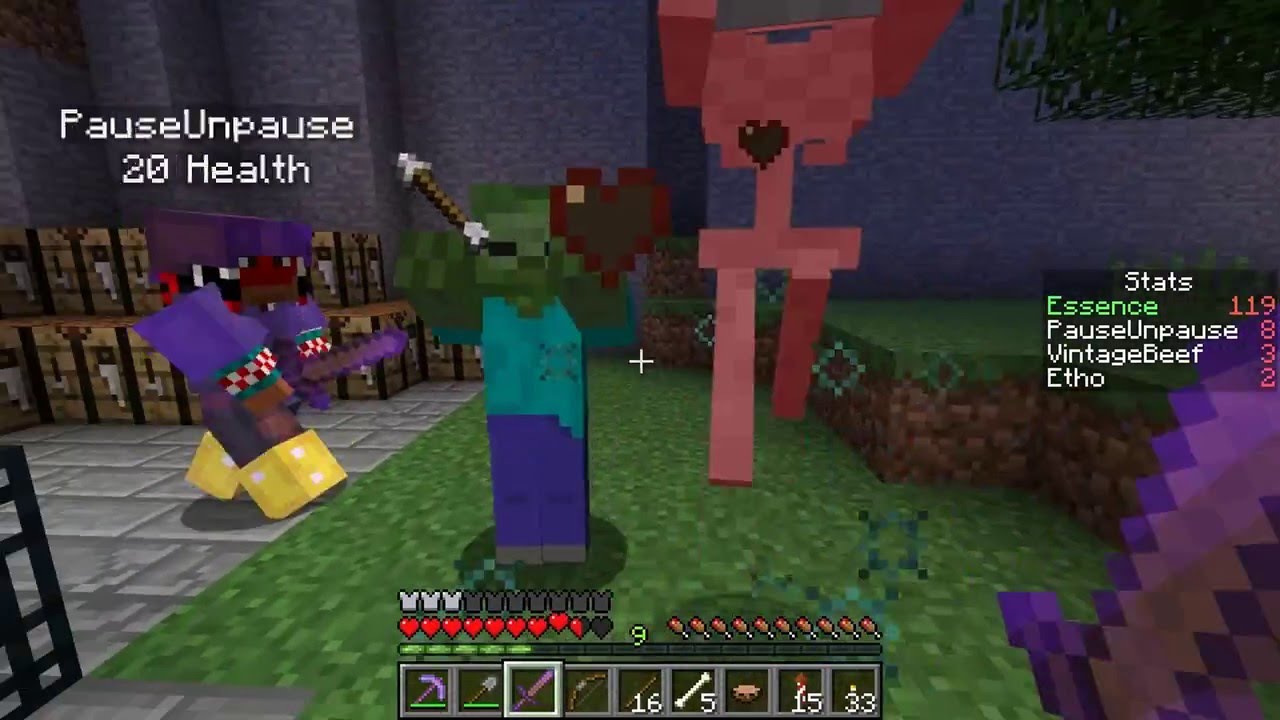 PauseUnpause
20 Health
Stats
Essence 119
PauseUnpause 8
VintageBeef 3
Etho 2
9
16 5 15 33